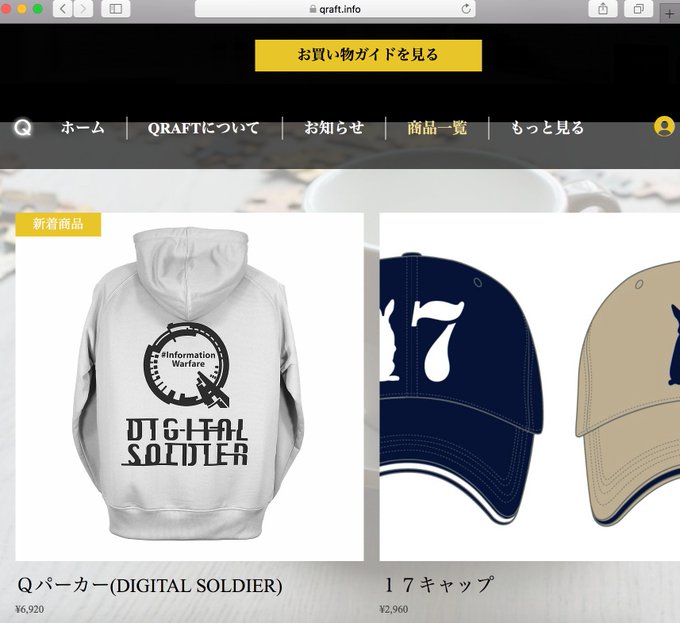 qraft.info
お買い物ガイドを見る
Q
ホーム
QRAFTについて
お知らせ
商品一覧
もっと見る
新着商品
#Information
Warfare
DIGITAL
SOLDIER
17
Ｑパーカー(DIGITAL SOLDIER)
¥6,920
１７キャップ
¥2,960